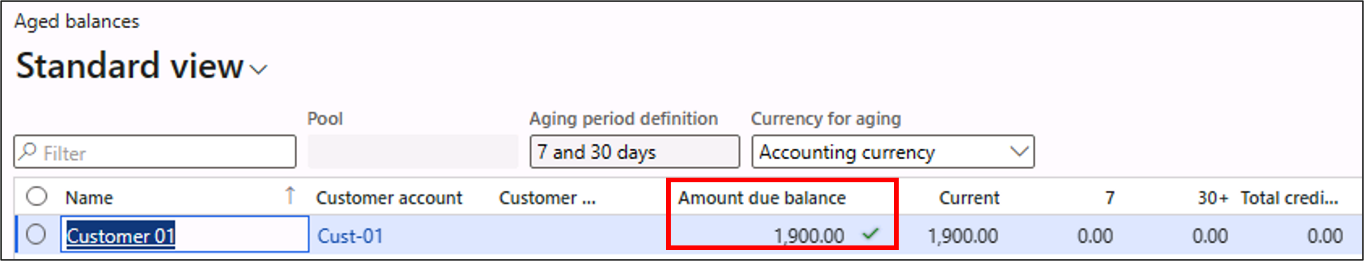 Aged balances
Standard view
Pool Aging period definition Currency for aging
Filter 7 and 30 days Accounting currency
Name Customer account Customer ... Amount due balance Current 7 30+ Total credi...
Customer 01 Cust-01 1,900.00 1,900.00 0.00 0.00 0.00